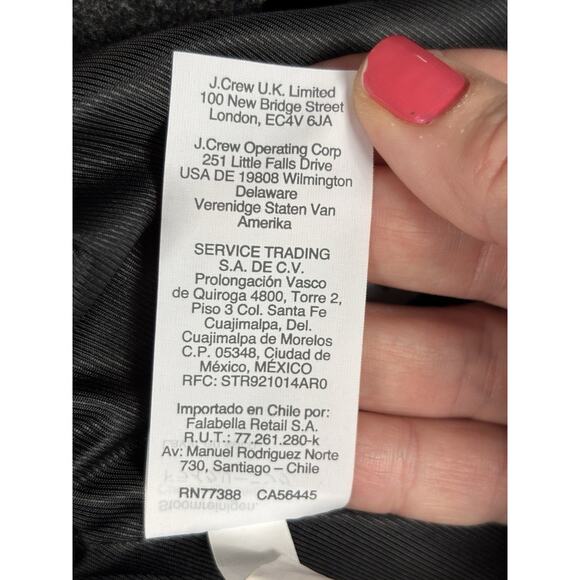 J.Crew U.K. Limited
100 New Bridge Street
London, EC4V 6JA
J.Crew Operating Corp
251 Little Falls Drive
USA DE 19808 Wilmington
Delaware
Verenidge Staten Van
Amerika
SERVICE TRADING
S.A. DE C.V.
Prolongación Vasco
de Quiroga 4800, Torre 2,
Piso 3 Col. Santa Fe
Cuajimalpa, Del.
Cuajimalpa de Morelos
C.P. 05348, Ciudad de
México, MÉXICO
RFC: STR921014AR0
Importado en Chile por:
Falabella Retail S.A.
R.U.T.: 77.261.280-k
Av: Manuel Rodriguez Norte
730, Santiago – Chile
RN77388 CA56445
Stoomreinigen.